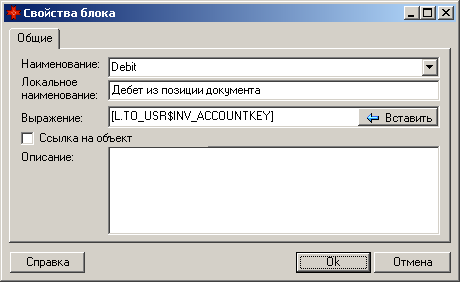 Свойства блока
Общие
Наименование: Debit
Локальное наименование: Дебет из позиции документа
Выражение: [L.TO_USR$INV_ACCOUNTKEY] Вставить
Ссылка на объект
Описание:
Справка Ok Отмена